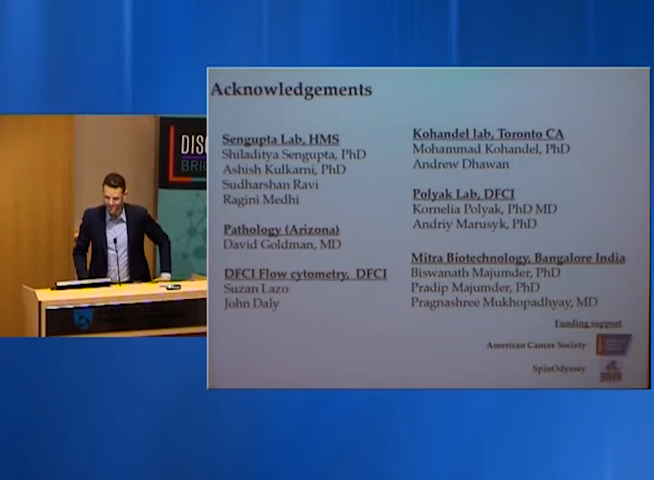 DISC
BRIG
Acknowledgements
Sengupta Lab, HMS
Shiladitya Sengupta, PhD
Ashish Kulkarni, PhD
Sudharshan Ravi
Ragini Medhi
Pathology (Arizona)
David Goldman, MD
DFCI Flow cytometry, DFCI
Suzan Lazo
John Daly
Kohandel lab, Toronto CA
Mohammad Kohandel, PhD
Andrew Dhawan
Polyak Lab, DFCI
Kornelia Polyak, PhD MD
Andriy Marusyk, PhD
Mitra Biotechnology, Bangalore India
Biswanath Majumder, PhD
Pradip Majumder, PhD
Pragnashree Mukhopadhyay, MD
Funding support
American Cancer Society
SpinOdyssey